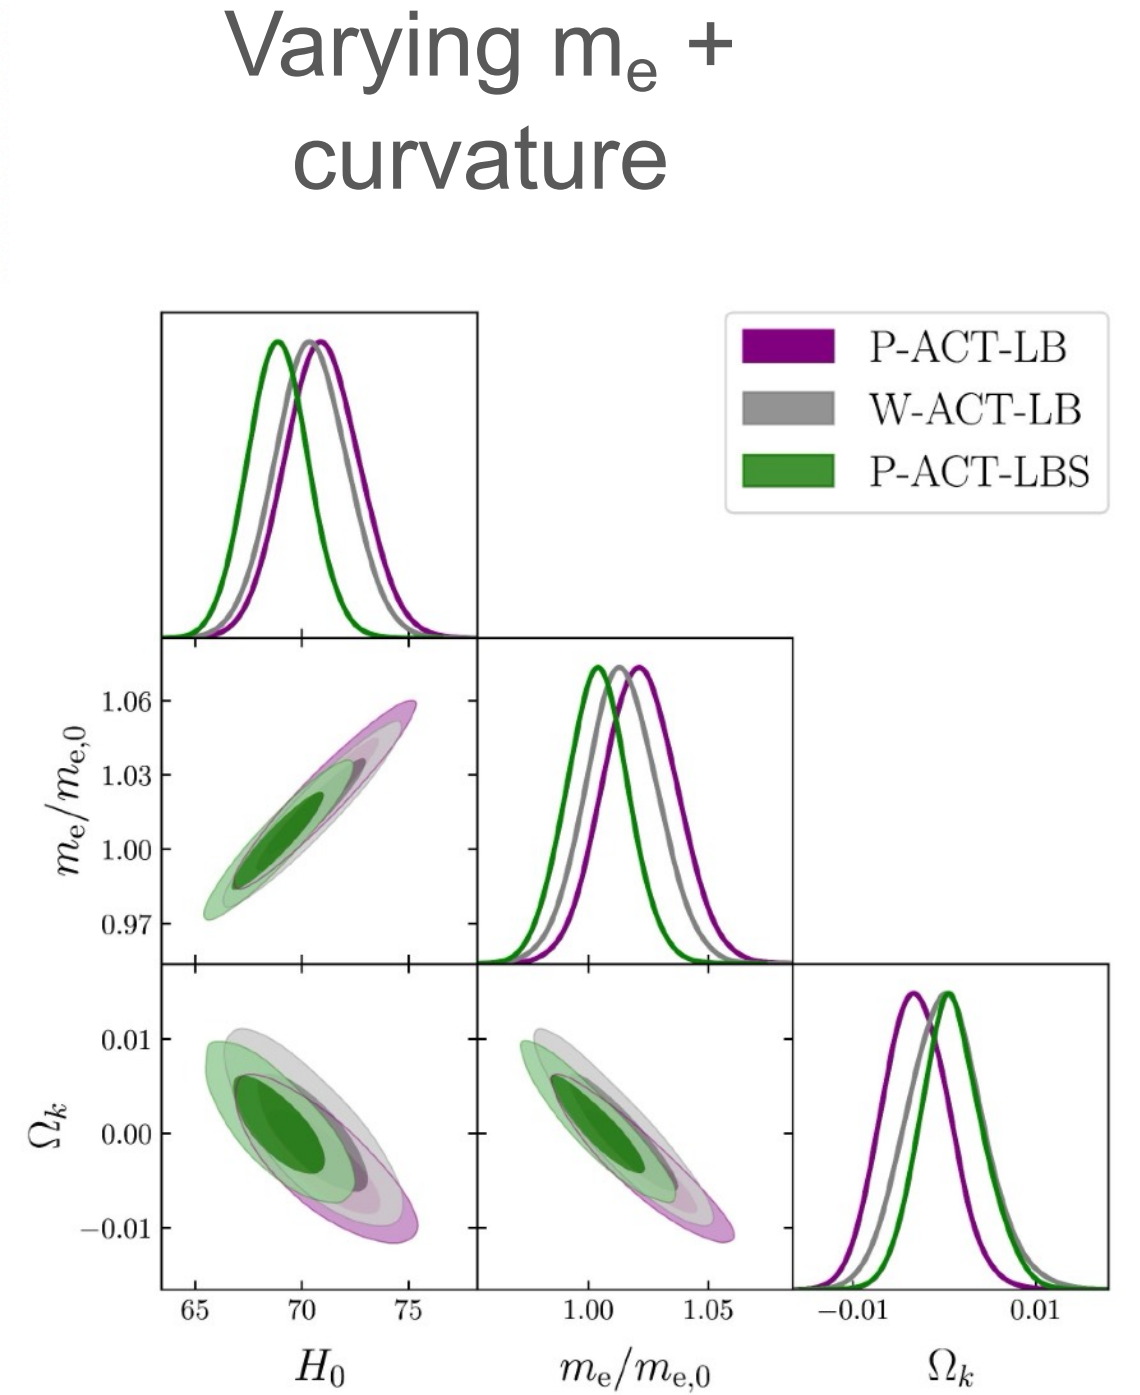 Varying mₑ +
curvature
P-ACT-LB
W-ACT-LB
P-ACT-LBS
mₑ/mₑ,₀
1.06
1.03
1.00
0.97
Ωₖ
0.01
0.00
−0.01
65 70 75
1.00 1.05
−0.01 0.01
H₀
mₑ/mₑ,₀
Ωₖ